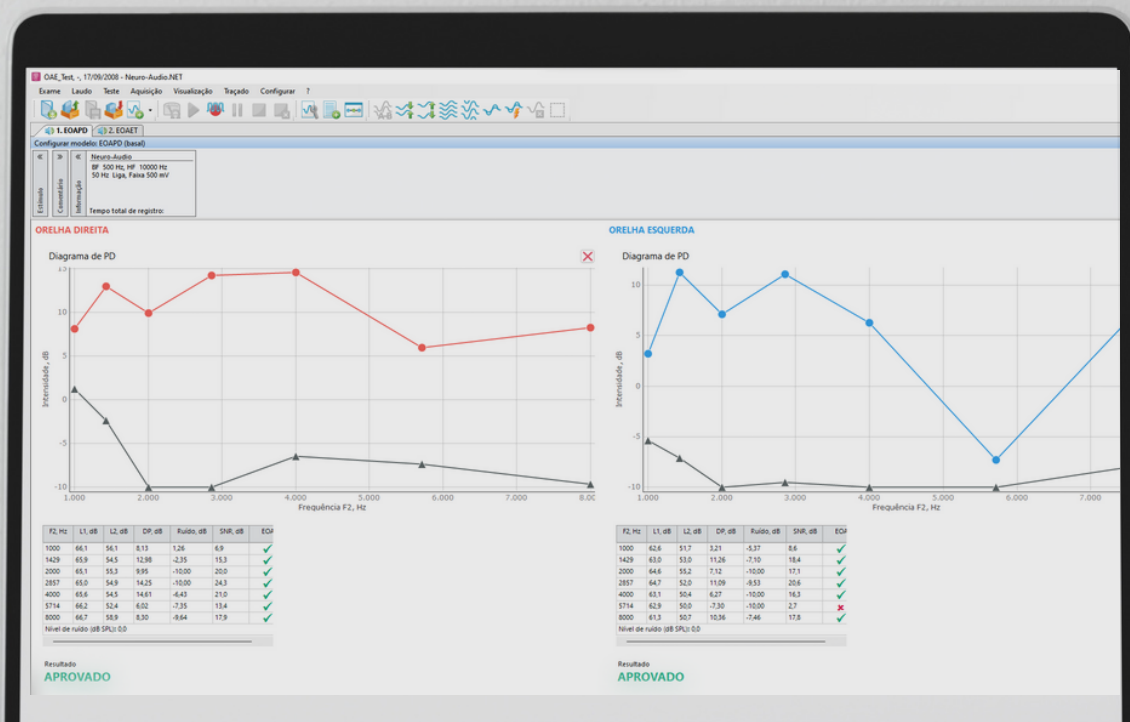 OAE_Test, -, 17/09/2008 - Neuro-Audio.NET
Exame Laudo Teste Aquisição Visualização Traçado Configurar ?
1. EOAPD 2. EOAET
Configurar modelo: EOAPD (basal)
Estímulo
Comentário
Informação
Neuro-Audio
BF 500 Hz, HF 10000 Hz
50 Hz Liga, Faixa 500 mV
Tempo total de registro:
ORELHA DIREITA
Diagrama de PD
Intensidade, dB
15
10
5
0
-5
-10
1.000 2.000 3.000 4.000 5.000 6.000 7.000 8.00
Frequência F2, Hz
F2, Hz L1, dB L2, dB DP, dB Ruído, dB SNR, dB EOA
1000 66,1 56,1 8,13 1,26 6,9
1429 65,9 54,5 12,98 -2,35 15,3
2000 65,1 55,3 9,95 -10,00 20,0
2857 65,0 54,9 14,25 -10,00 24,3
4000 65,6 54,5 14,61 -6,43 21,0
5714 66,2 52,4 6,02 -7,35 13,4
8000 66,7 58,9 8,30 -9,64 17,9
Nível de ruído (dB SPL): 0,0
Resultado
APROVADO
ORELHA ESQUERDA
Diagrama de PD
Intensidade, dB
10
5
0
-5
-10
1.000 2.000 3.000 4.000 5.000 6.000 7.000
Frequência F2, Hz
F2, Hz L1, dB L2, dB DP, dB Ruído, dB SNR, dB EOA
1000 62,6 51,7 3,21 -5,37 8,6
1429 63,0 53,0 11,26 -7,10 18,4
2000 64,6 55,2 7,12 -10,00 17,1
2857 64,7 52,0 11,09 -9,53 20,6
4000 63,1 50,4 6,27 -10,00 16,3
5714 62,9 50,0 -7,30 -10,00 2,7
8000 61,3 50,7 10,36 -7,46 17,8
Nível de ruído (dB SPL): 0,0
Resultado
APROVADO